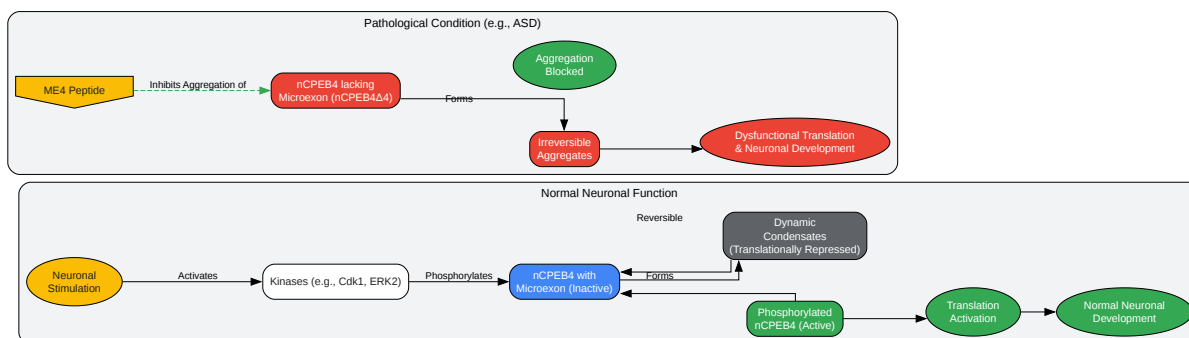 Pathological Condition (e.g., ASD)
Aggregation
Blocked
ME4 Peptide
Inhibits Aggregation of
nCPEB4 lacking
Microexon (nCPEB4Δ4)
Forms
Irreversible
Aggregates
Dysfunctional Translation
& Neuronal Development
Normal Neuronal Function
Reversible
Dynamic
Condensates
(Translationally Repressed)
Neuronal
Stimulation
Activates
Kinases (e.g., Cdk1, ERK2)
Phosphorylates
nCPEB4 with
Microexon (Inactive)
Forms
Phosphorylated
nCPEB4 (Active)
Translation
Activation
Normal Neuronal
Development